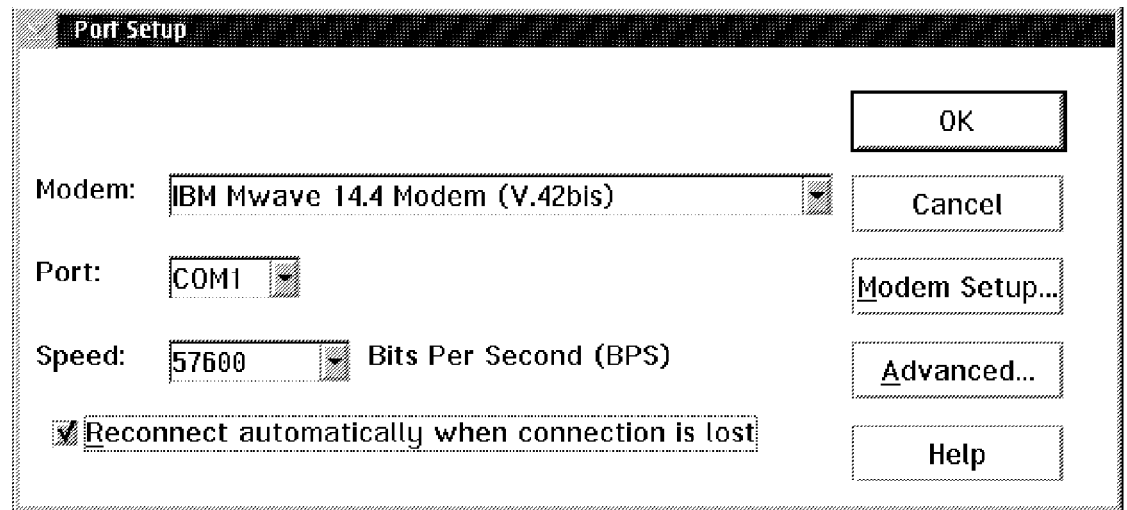 Port Setup
OK
Modem: IBM Mwave 14.4 Modem (V.42bis)
Cancel
Port: COM1
Modem Setup...
Speed: 57600 Bits Per Second (BPS)
Advanced...
Reconnect automatically when connection is lost
Help